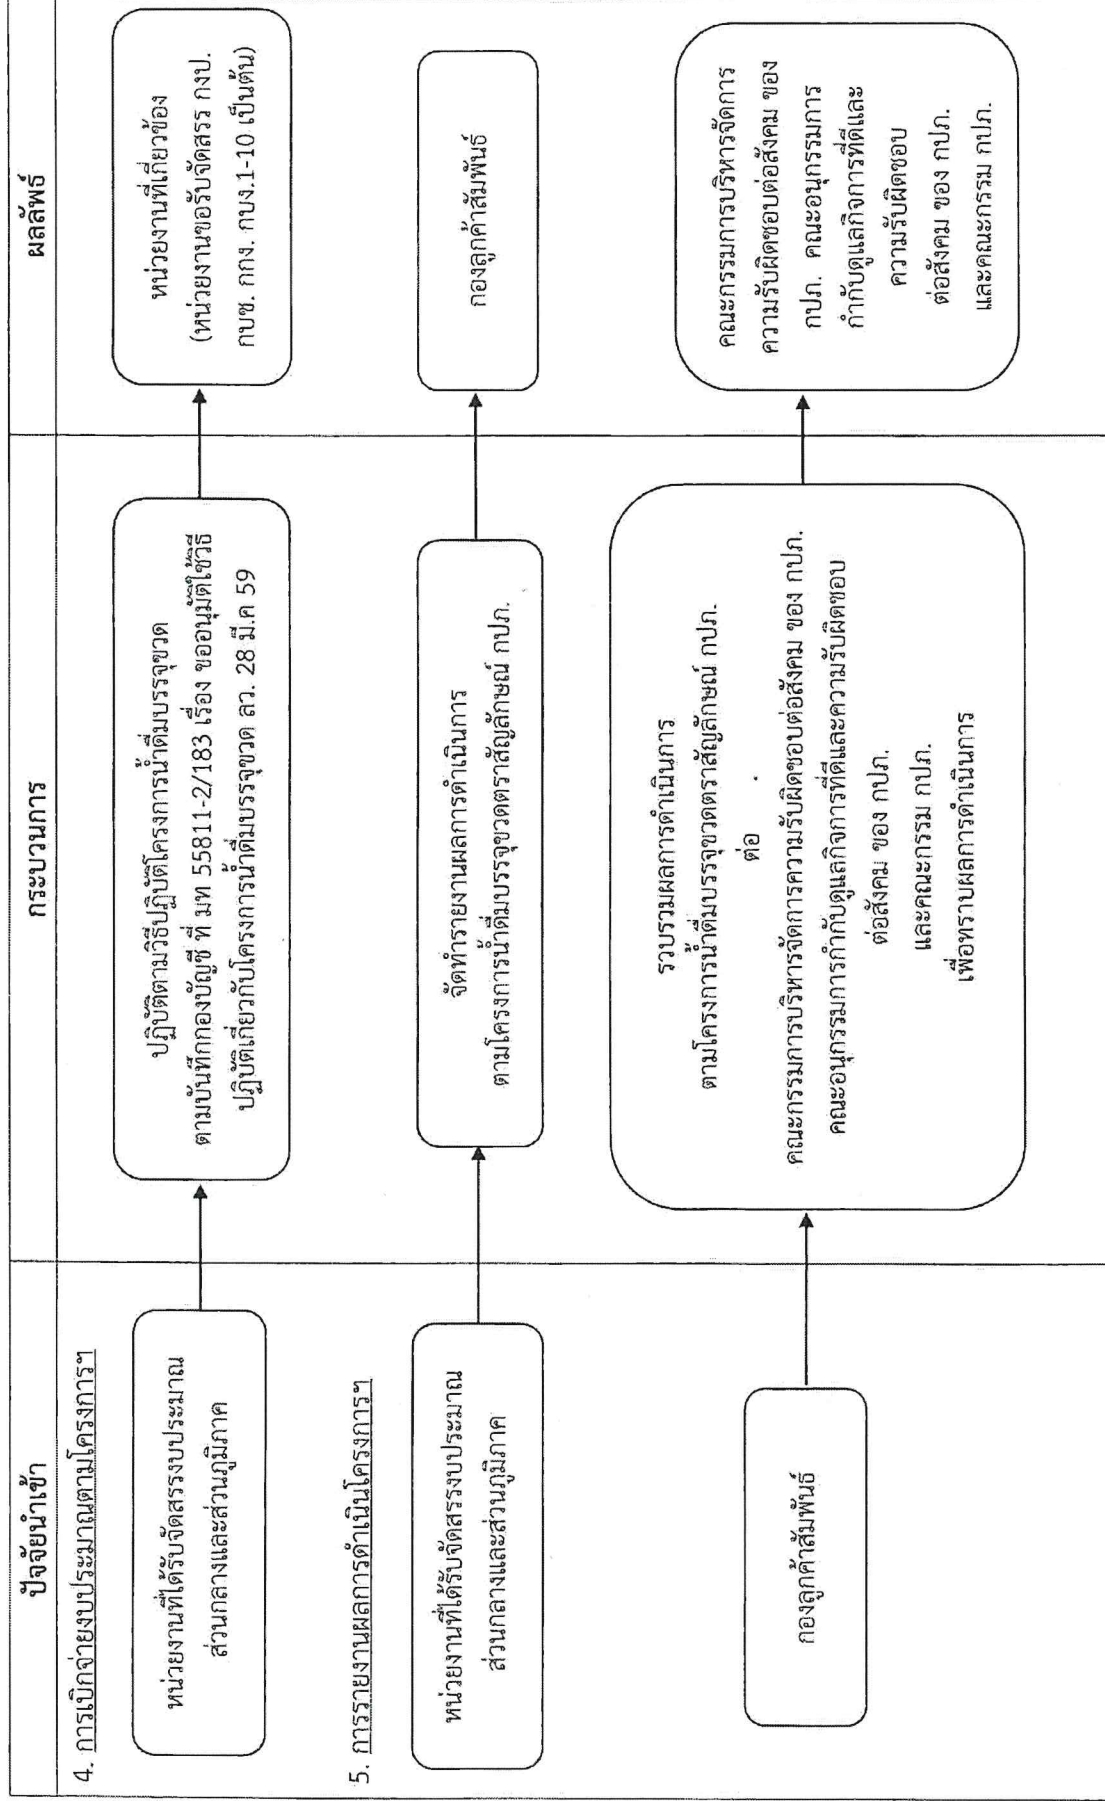 ปัจจัยนำเข้า
กระบวนการ
ผลลัพธ์
4. การเบิกจ่ายงบประมาณตามโครงการฯ
หน่วยงานที่ได้รับจัดสรรงบประมาณ
ส่วนกลางและส่วนภูมิภาค
ปฏิบัติตามวิธีปฏิบัติโครงการน้ำดื่มบรรจุขวด
ตามบันทึกกองบัญชี ที่ มท 55811-2/183 เรื่อง ขออนุมัติใช้วิธี
ปฏิบัติเกี่ยวกับโครงการน้ำดื่มบรรจุขวด ลว. 28 มี.ค 59
หน่วยงานที่เกี่ยวข้อง
(หน่วยงานขอรับจัดสรร กงป.
กบช. กกง. กบง.1-10 เป็นต้น)
5. การรายงานผลการดำเนินโครงการฯ
หน่วยงานที่ได้รับจัดสรรงบประมาณ
ส่วนกลางและส่วนภูมิภาค
จัดทำรายงานผลการดำเนินการ
ตามโครงการน้ำดื่มบรรจุขวดตราสัญลักษณ์ กปภ.
กองลูกค้าสัมพันธ์
กองลูกค้าสัมพันธ์
รวบรวมผลการดำเนินการ
ตามโครงการน้ำดื่มบรรจุขวดตราสัญลักษณ์ กปภ.
ต่อ
คณะกรรมการบริหารจัดการความรับผิดชอบต่อสังคม ของ กปภ.
คณะอนุกรรมการกำกับดูแลกิจการที่ดีและความรับผิดชอบ
ต่อสังคม ของ กปภ.
และคณะกรรม กปภ.
เพื่อทราบผลการดำเนินการ
คณะกรรมการบริหารจัดการ
ความรับผิดชอบต่อสังคม ของ
กปภ. คณะอนุกรรมการ
กำกับดูแลกิจการที่ดีและ
ความรับผิดชอบ
ต่อสังคม ของ กปภ.
และคณะกรรม กปภ.